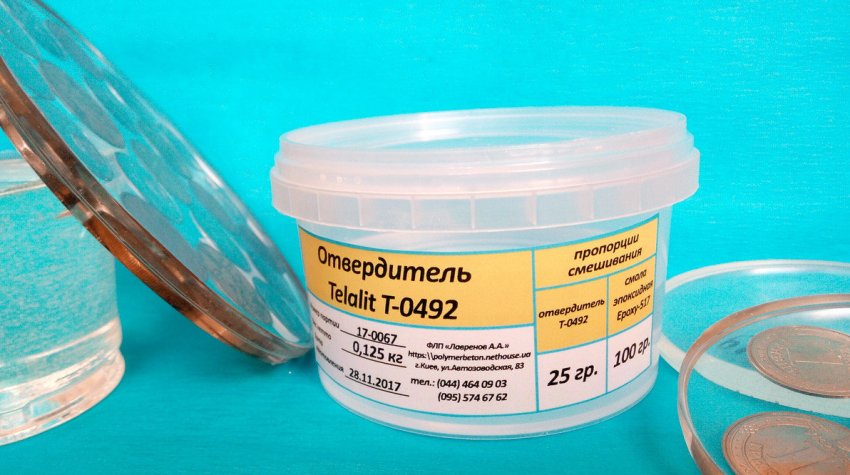 Отвердитель
Telalit T-0492
партии 17-0067
0,125 кг
28.11.2017
ФЛП «Лавренов А.А.»
https:\\polymerbeton.nethouse.ua
г.Киев, ул.Автозаводская, 83
тел.: (044) 464 09 03
(095) 574 67 62
пропорции
смешивания
отвердитель
Т-0492
25 гр.
смола
эпоксидная
Epoxy-517
100 гр.